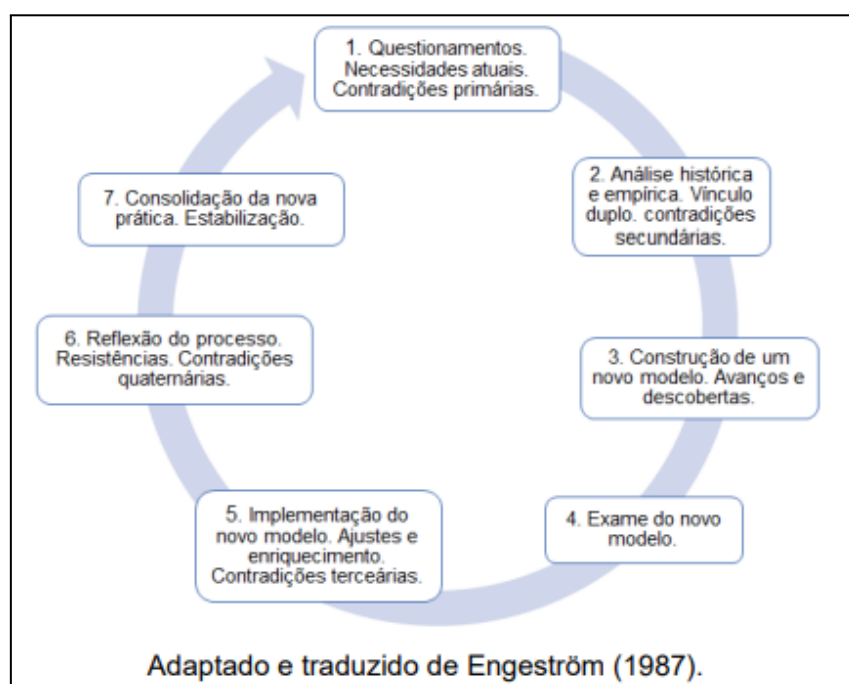 1. Questionamentos.
Necessidades atuais.
Contradições primárias.
2. Análise histórica
e empírica. Vínculo
duplo. contradições
secundárias.
3. Construção de um
novo modelo. Avanços e
descobertas.
4. Exame do novo
modelo.
5. Implementação do
novo modelo. Ajustes e
enriquecimento.
Contradições terceárias.
6. Reflexão do processo.
Resistências. Contradições
quaternárias.
7. Consolidação da nova
prática. Estabilização.
Adaptado e traduzido de Engeström (1987).